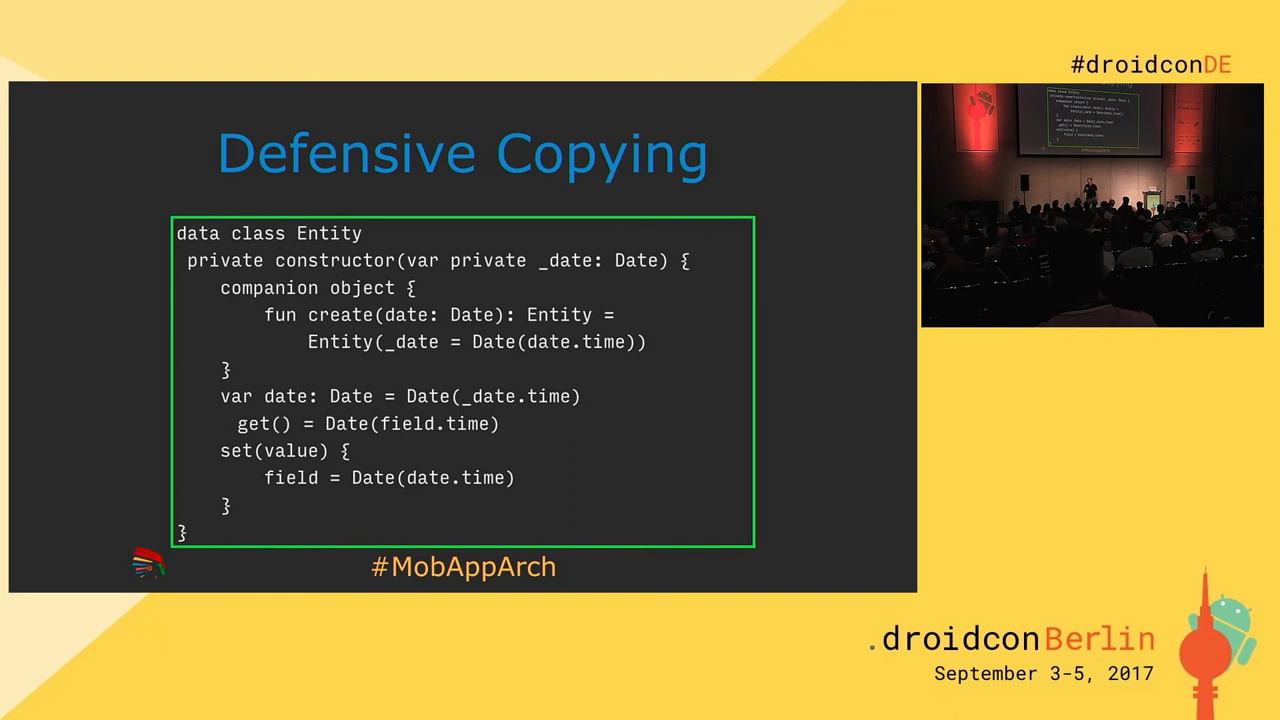 #droidconDE
Defensive Copying
data class Entity
private constructor(var private _date: Date) {
companion object {
fun create(date: Date): Entity =
Entity(_date = Date(date.time))
}
var date: Date = Date(_date.time)
get() = Date(field.time)
set(value) {
field = Date(date.time)
}
}
#MobAppArch
.droidconBerlin
September 3-5, 2017